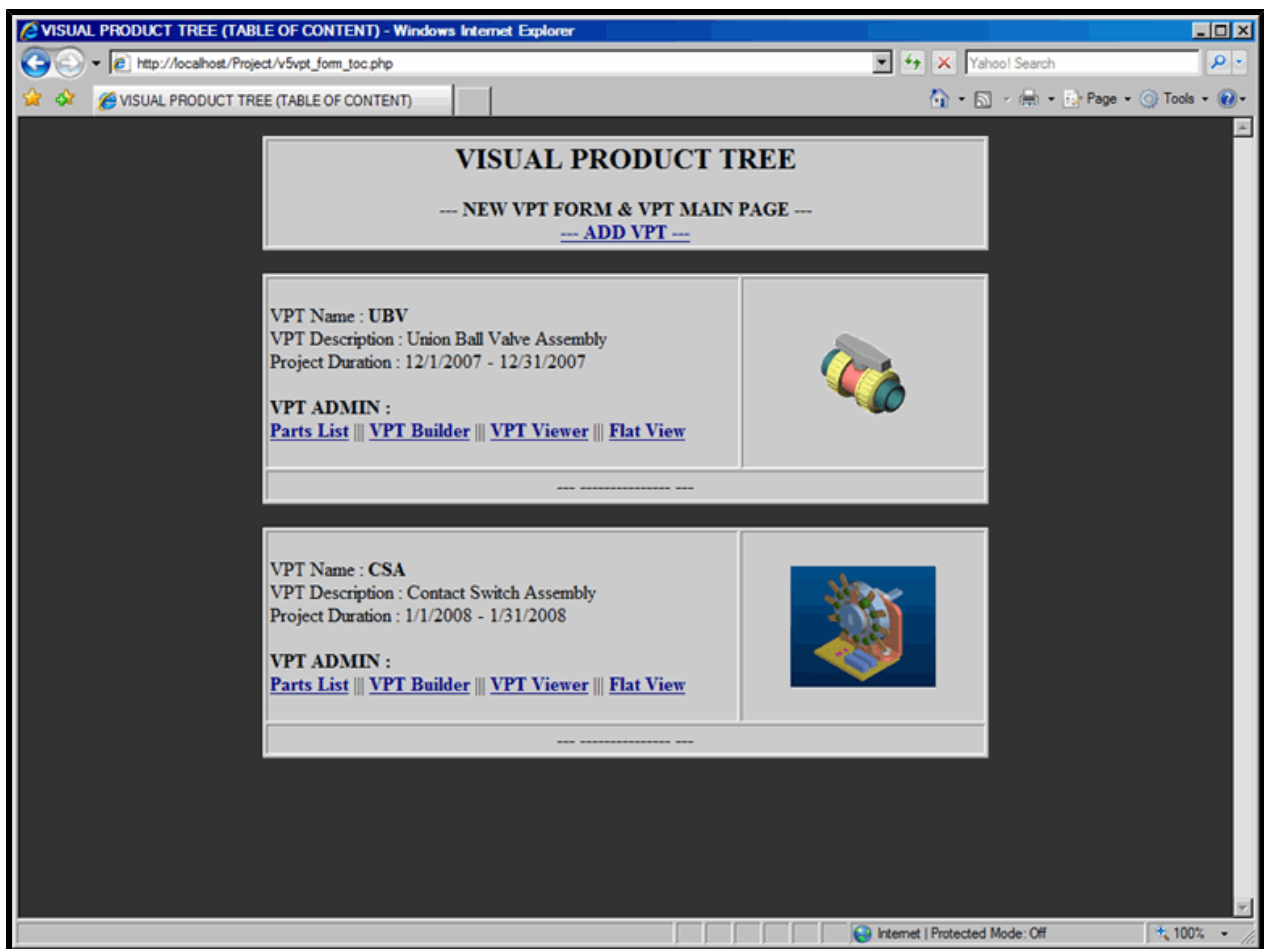 VISUAL PRODUCT TREE (TABLE OF CONTENT) - Windows Internet Explorer
http://localhost/Project/v5vpt_form_toc.php
Yahoo! Search
VISUAL PRODUCT TREE (TABLE OF CONTENT)
Page
Tools
VISUAL PRODUCT TREE
--- NEW VPT FORM & VPT MAIN PAGE ---
--- ADD VPT ---
VPT Name : UBV
VPT Description : Union Ball Valve Assembly
Project Duration : 12/1/2007 - 12/31/2007
VPT ADMIN :
Parts List ||| VPT Builder ||| VPT Viewer ||| Flat View
--- --------------- ---
VPT Name : CSA
VPT Description : Contact Switch Assembly
Project Duration : 1/1/2008 - 1/31/2008
VPT ADMIN :
Parts List ||| VPT Builder ||| VPT Viewer ||| Flat View
--- --------------- ---
Internet | Protected Mode: Off
100%